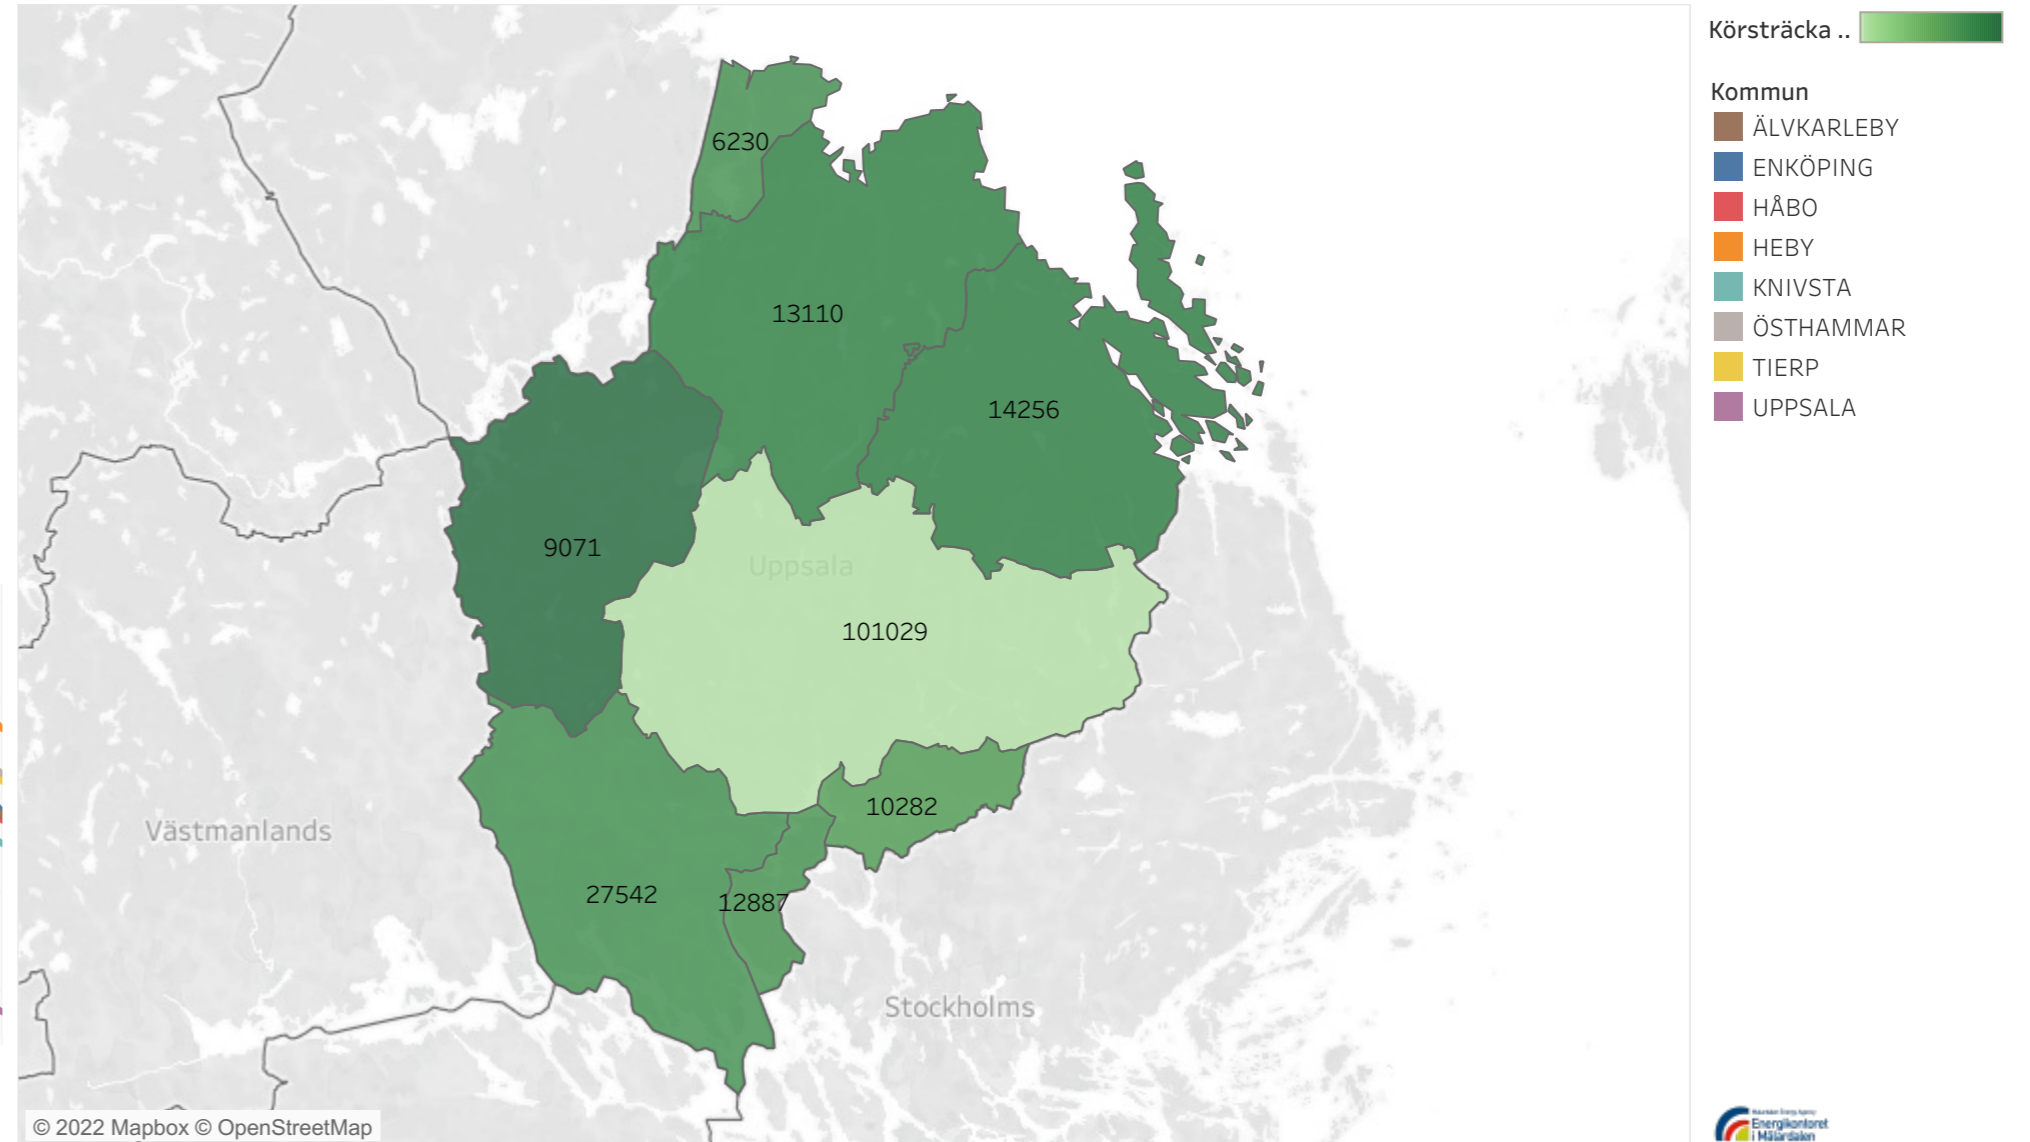 Körsträcka ..
Kommun
ÄLVKARLEBY
ENKÖPING
HÅBO
HEBY
KNIVSTA
ÖSTHAMMAR
TIERP
UPPSALA
6230
13110
14256
9071
Uppsala
101029
10282
Västmanlands
27542
12887
Stockholms
© 2022 Mapbox © OpenStreetMap
Energikontoret
i Mälardalen